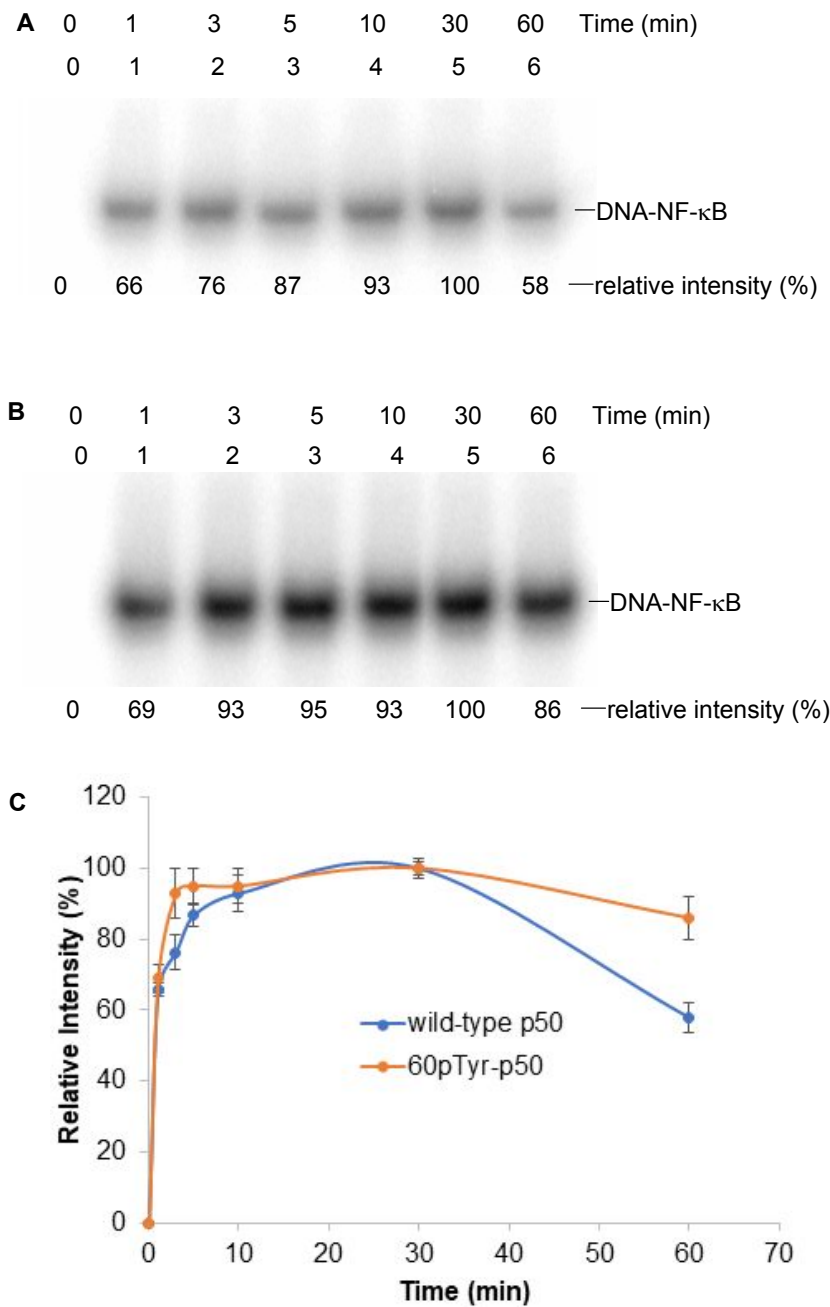 A 0 1 3 5 10 30 60 Time (min)
0 1 2 3 4 5 6
DNA-NF-κB
0 66 76 87 93 100 58 relative intensity (%)
B 0 1 3 5 10 30 60 Time (min)
0 1 2 3 4 5 6
DNA-NF-κB
0 69 93 95 93 100 86 relative intensity (%)
C
120
100
80
60
40
20
0
Relative Intensity (%)
wild-type p50
60pTyr-p50
0 10 20 30 40 50 60 70
Time (min)